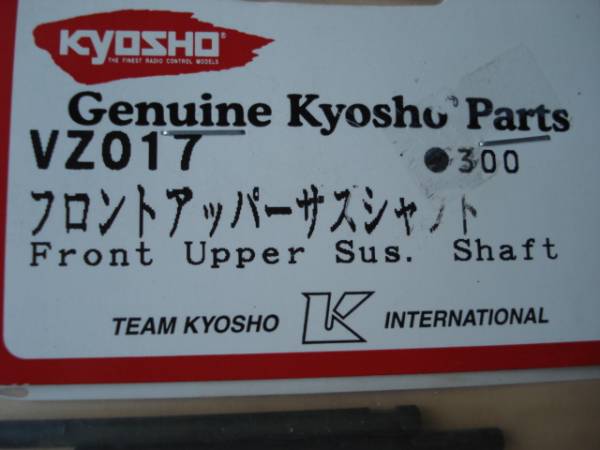 KYOSHO
THE FINEST RADIO CONTROL MODELS
Genuine Kyosho Parts
VZ017 ●300
フロントアッパーサスシャフト
Front Upper Sus. Shaft
TEAM KYOSHO K INTERNATIONAL